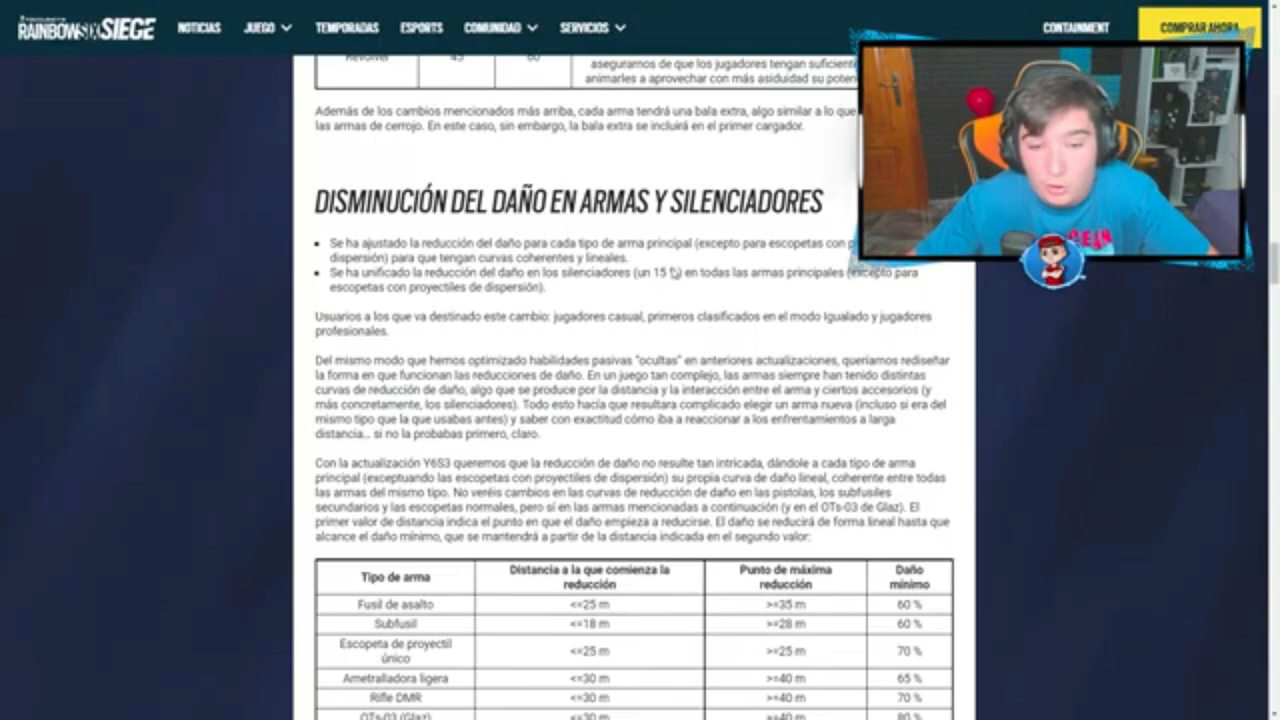 RAINBOWSIX SIEGE NOTICIAS JUEGO TEMPORADAS ESPORTS COMUNIDAD SERVICIOS CONTAINMENT COMPRAR AHORA
Revólver 45 60
asegurarnos de que los jugadores tengan suficiente
animarles a aprovechar con más asiduidad su poten
Además de los cambios mencionados más arriba, cada arma tendrá una bala extra, algo similar a lo que
las armas de cerrojo. En este caso, sin embargo, la bala extra se incluirá en el primer cargador.
DISMINUCIÓN DEL DAÑO EN ARMAS Y SILENCIADORES
Se ha ajustado la reducción del daño para cada tipo de arma principal (excepto para escopetas con p
dispersión) para que tengan curvas coherentes y lineales.
Se ha unificado la reducción del daño en los silenciadores (un 15 %) en todas las armas principales (excepto para
escopetas con proyectiles de dispersión).
Usuarios a los que va destinado este cambio: jugadores casual, primeros clasificados en el modo Igualado y jugadores
profesionales.
Del mismo modo que hemos optimizado habilidades pasivas "ocultas" en anteriores actualizaciones, queríamos rediseñar
la forma en que funcionan las reducciones de daño. En un juego tan complejo, las armas siempre han tenido distintas
curvas de reducción de daño, algo que se produce por la distancia y la interacción entre el arma y ciertos accesorios (y
más concretamente, los silenciadores). Todo esto hacía que resultara complicado elegir un arma nueva (incluso si era del
mismo tipo que la que usabas antes) y saber con exactitud cómo iba a reaccionar a los enfrentamientos a larga
distancia... si no la probabas primero, claro.
Con la actualización Y6S3 queremos que la reducción de daño no resulte tan intricada, dándole a cada tipo de arma
principal (exceptuando las escopetas con proyectiles de dispersión) su propia curva de daño lineal, coherente entre todas
las armas del mismo tipo. No veréis cambios en las curvas de reducción de daño en las pistolas, los subfusiles
secundarios y las escopetas normales, pero sí en las armas mencionadas a continuación (y en el OTs-03 de Glaz). El
primer valor de distancia indica el punto en que el daño empieza a reducirse. El daño se reducirá de forma lineal hasta que
alcance el daño mínimo, que se mantendrá a partir de la distancia indicada en el segundo valor:
Tipo de arma Distancia a la que comienza la reducción Punto de máxima reducción Daño mínimo
Fusil de asalto <=25 m >=35 m 60 %
Subfusil <=18 m >=28 m 60 %
Escopeta de proyectil único <=25 m >=25 m 70 %
Ametralladora ligera <=30 m >=40 m 65 %
Rifle DMR <=30 m >=40 m 70 %
OTs-03 (Glaz) <=30 m >=40 m 80 %